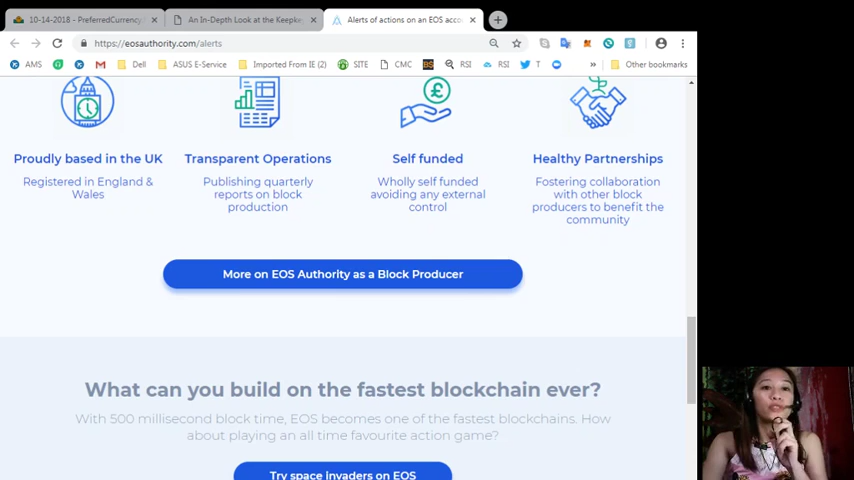 10-14-2018 - PreferredCurrency
An In-Depth Look at the Keepke
Alerts of actions on an EOS acco
https://eosauthority.com/alerts
AMS
Dell
ASUS E-Service
Imported From IE (2)
SITE
CMC
BS
RSI
RSI
T
»
Other bookmarks
Proudly based in the UK
Registered in England &
Wales
Transparent Operations
Publishing quarterly
reports on block
production
Self funded
Wholly self funded
avoiding any external
control
Healthy Partnerships
Fostering collaboration
with other block
producers to benefit the
community
More on EOS Authority as a Block Producer
What can you build on the fastest blockchain ever?
With 500 millisecond block time, EOS becomes one of the fastest blockchains. How
about playing an all time favourite action game?
Try space invaders on EOS